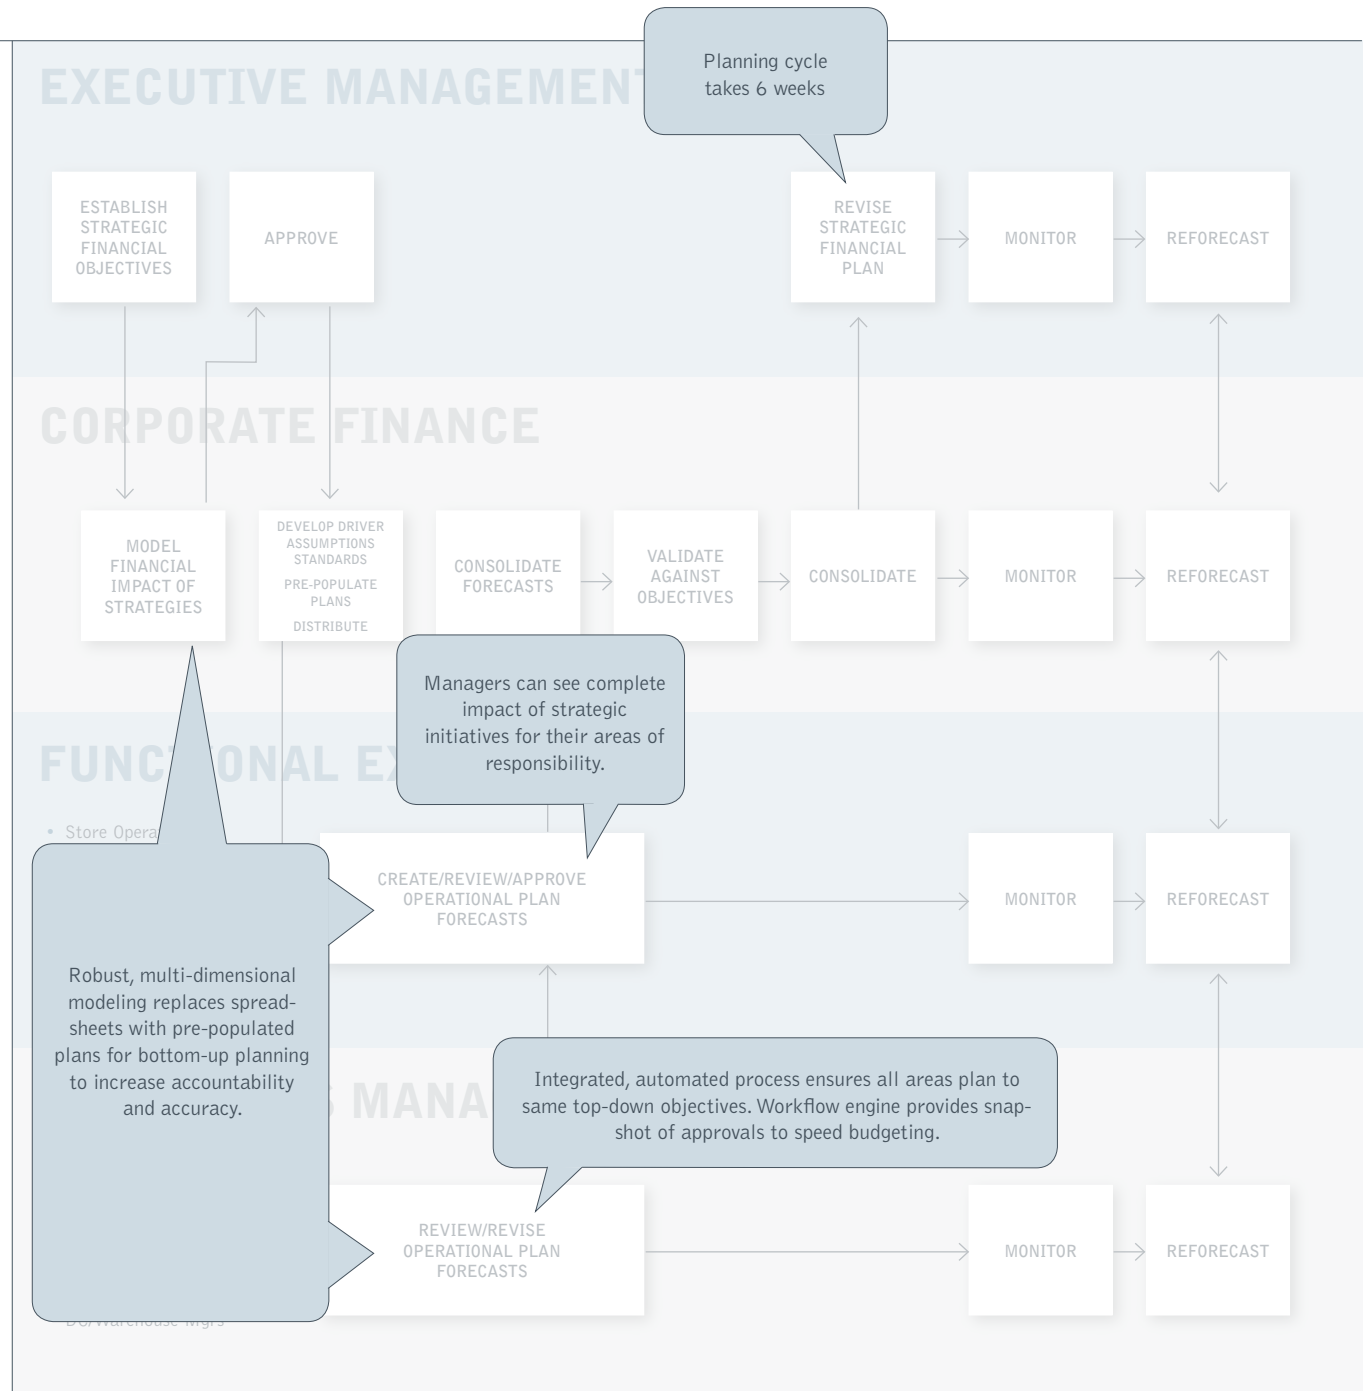 Planning cycle
takes 6 weeks
EXECUTIVE MANAGEMENT
ESTABLISH
STRATEGIC
FINANCIAL
OBJECTIVES
APPROVE
REVISE
STRATEGIC
FINANCIAL
PLAN
MONITOR
REFORECAST
CORPORATE FINANCE
MODEL
FINANCIAL
IMPACT OF
STRATEGIES
DEVELOP DRIVER
ASSUMPTIONS
STANDARDS
PRE-POPULATE
PLANS
DISTRIBUTE
CONSOLIDATE
FORECASTS
VALIDATE
AGAINST
OBJECTIVES
CONSOLIDATE
MONITOR
REFORECAST
Managers can see complete
impact of strategic
initiatives for their areas of
responsibility.
• Store
CREATE/REVIEW/APPROVE
OPERATIONAL PLAN
FORECASTS
MONITOR
REFORECAST
Robust, multi-dimensional
modeling replaces spread-
sheets with pre-populated
plans for bottom-up planning
to increase accountability
and accuracy.
Integrated, automated process ensures all areas plan to
same top-down objectives. Workflow engine provides snap-
shot of approvals to speed budgeting.
REVIEW/REVISE
OPERATIONAL PLAN
FORECASTS
MONITOR
REFORECAST
DC/Warehouse Mgrs